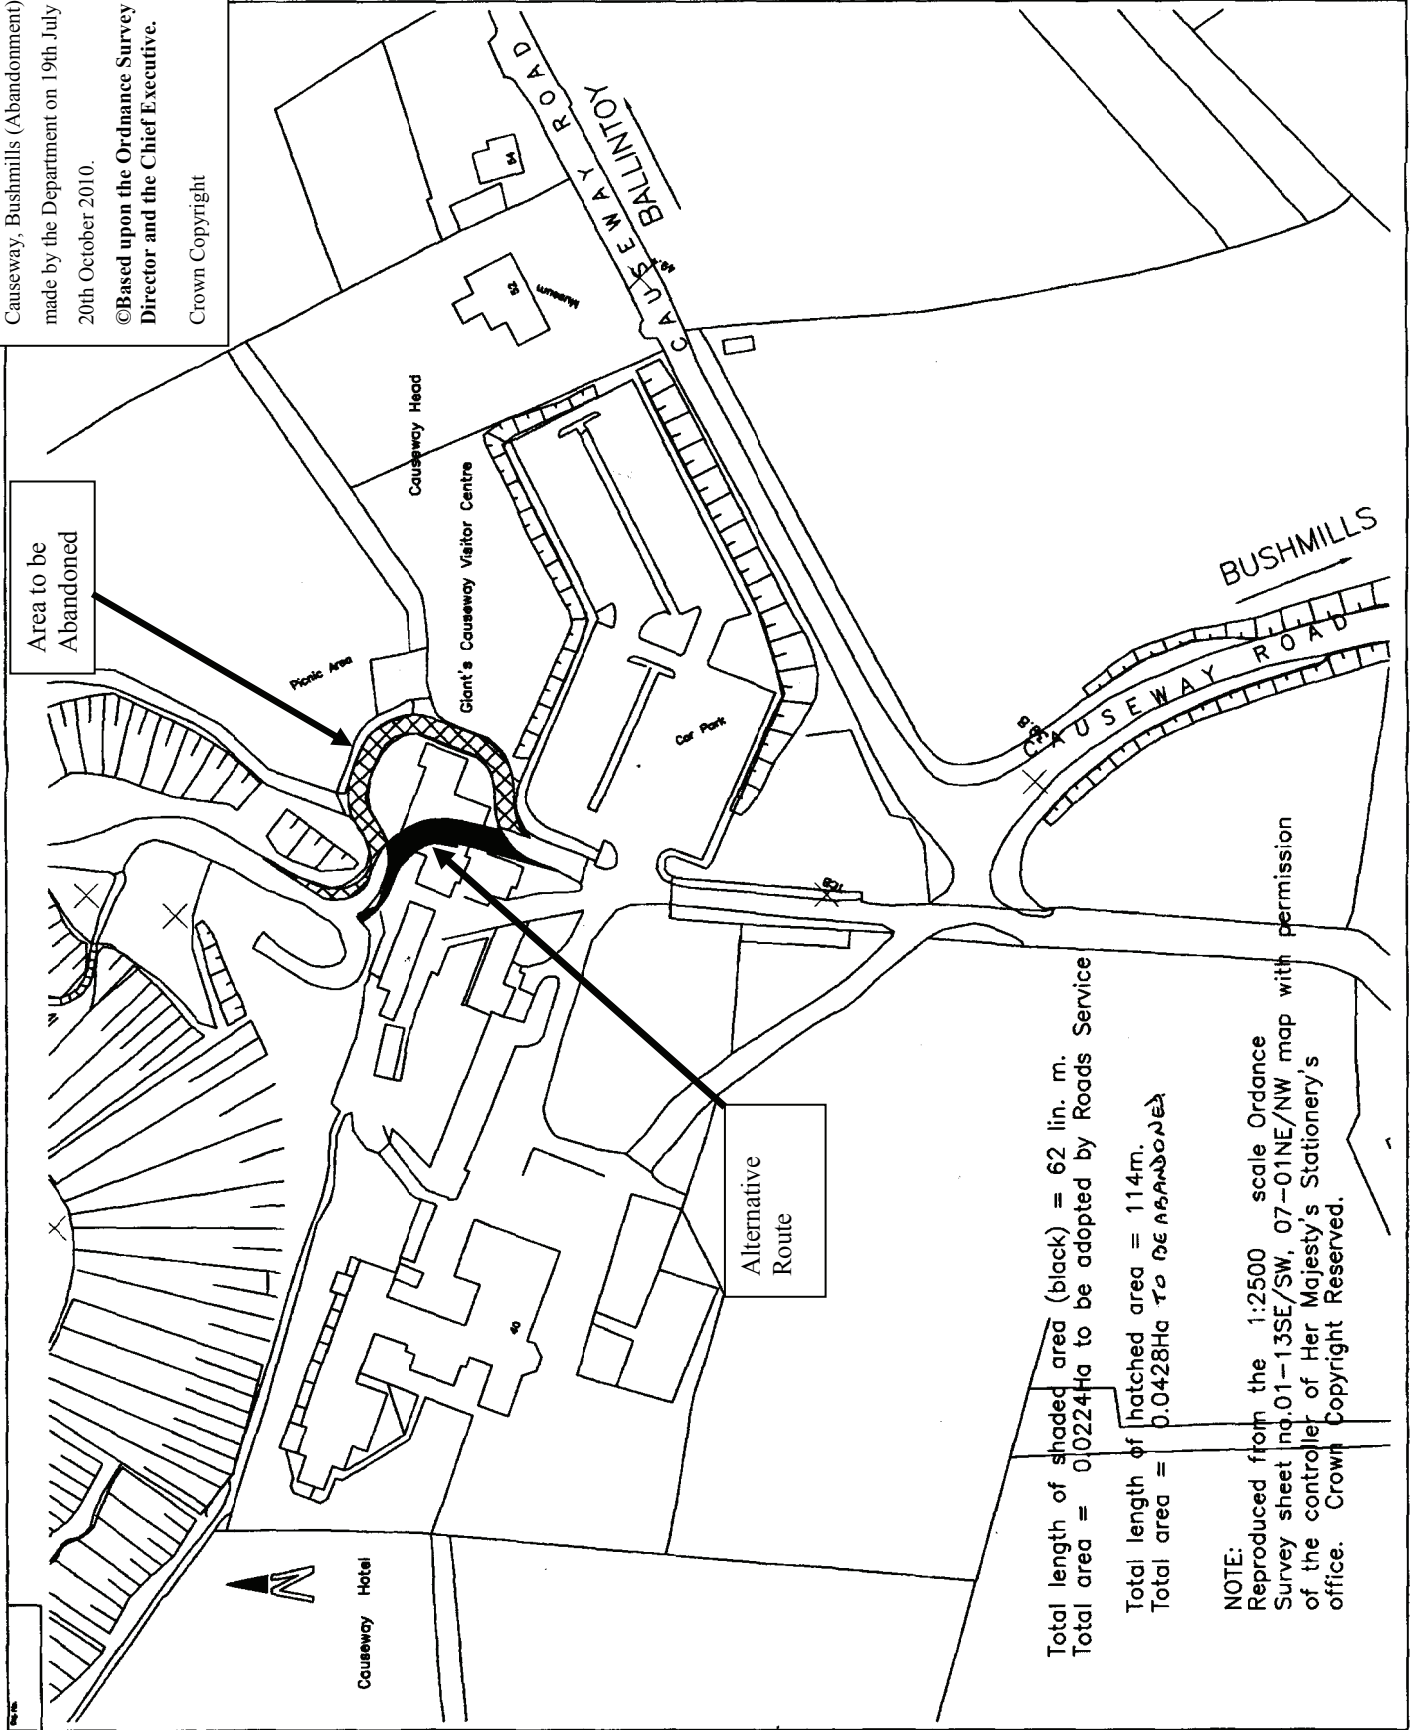 Causeway, Bushmills (Abandonment)
made by the Department on 19th July
20th October 2010.
©Based upon the Ordnance Survey
Director and the Chief Executive.
Crown Copyright
Area to be
Abandoned
CAUSEWAY ROAD
BALLINTOY
54
52
Museum
Causeway Head
Giant's Causeway Visitor Centre
Picnic Area
Car Park
BUSHMILLS
CAUSEWAY ROAD
Alternative
Route
40
Causeway Hotel
N
Total length of shaded area (black) = 62 lin. m.
Total area = 0.0224Ha to be adopted by Roads Service
Total length of hatched area = 114m.
Total area = 0.0428Ha TO BE ABANDONED
NOTE:
Reproduced from the 1:2500 scale Ordance
Survey sheet no.01-13SE/SW, 07-01NE/NW map with permission
of the controller of Her Majesty's Stationery's
office. Crown Copyright Reserved.